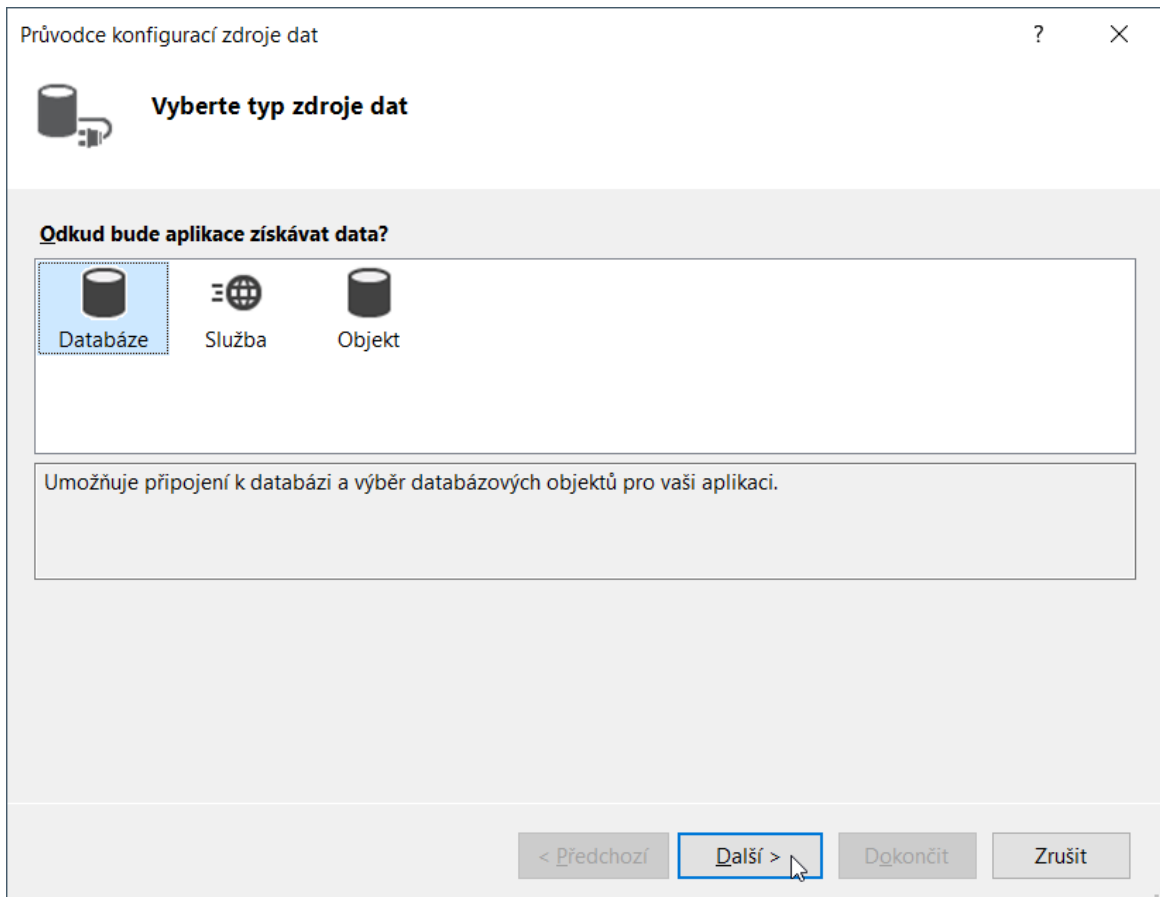 Průvodce konfigurací zdroje dat ?
Vyberte typ zdroje dat
Odkud bude aplikace získávat data?
Databáze Služba Objekt
Umožňuje připojení k databázi a výběr databázových objektů pro vaši aplikaci.
< Předchozí Další > Dokončit Zrušit